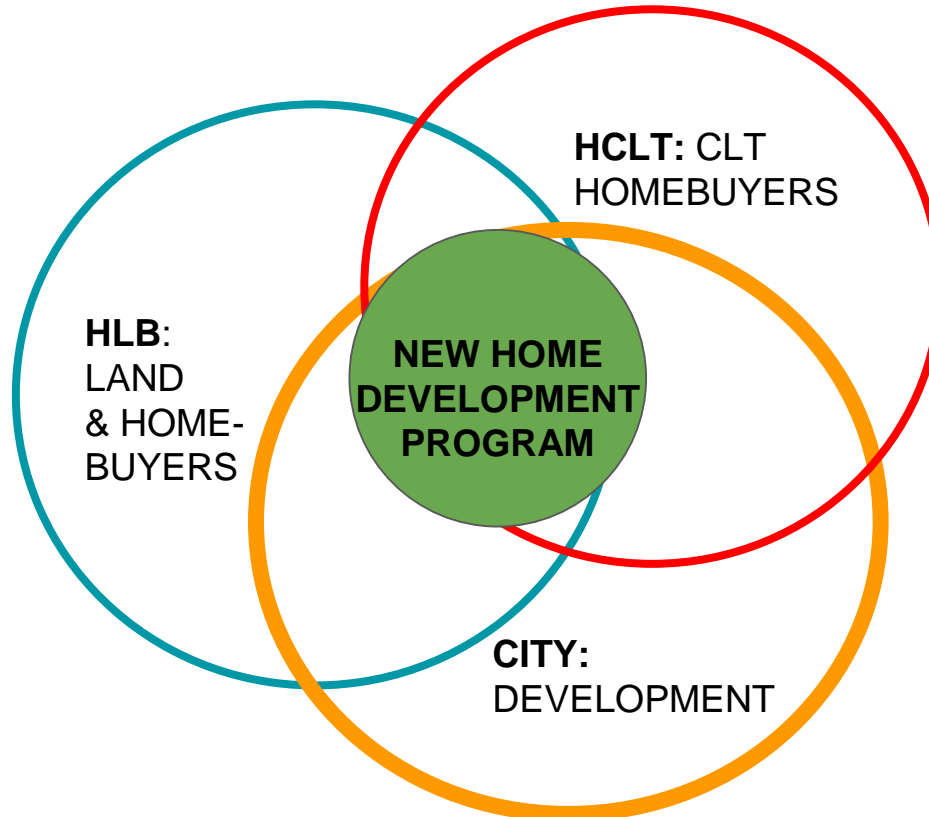 HCLT: CLT
HOMEBUYERS
HLB:
LAND
& HOME-
BUYERS
NEW HOME
DEVELOPMENT
PROGRAM
CITY:
DEVELOPMENT